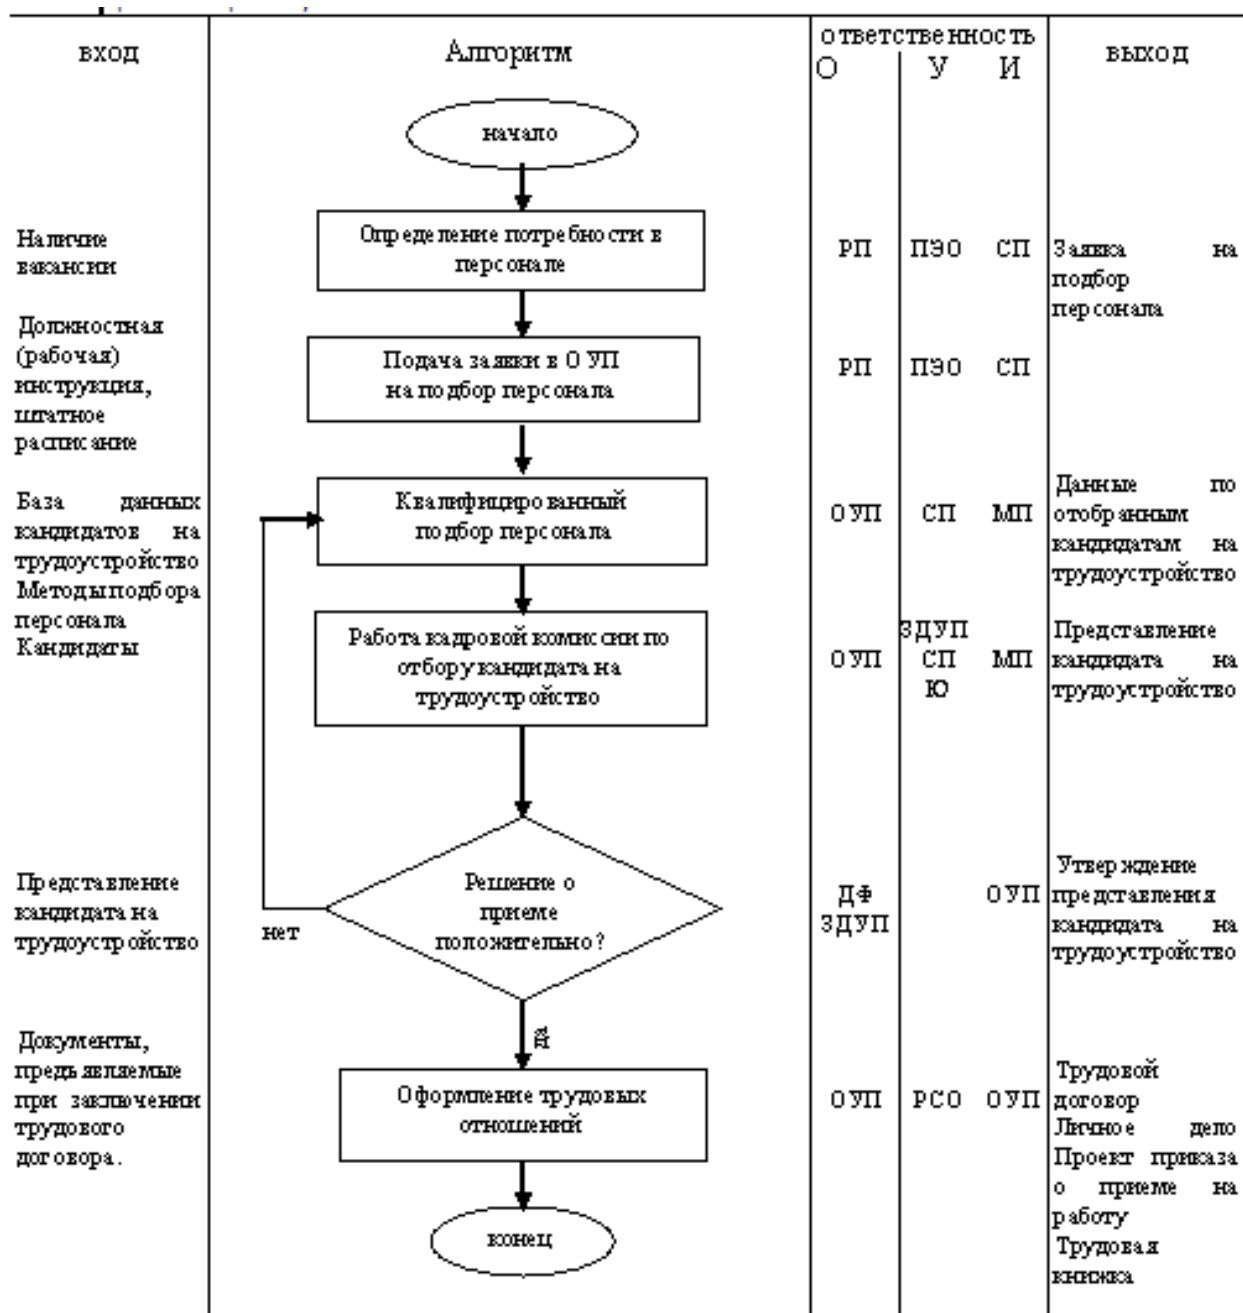 вход
Алгоритм
ответственность
О У И
выход
начало
Наличие
вакансии
Определение потребности в
персонале
РП ПЭО СП
Заявка на
подбор
персонала
Должностная
(рабочая)
инструкция,
штатное
расписание
Подача заявки в ОУП
на подбор персонала
РП ПЭО СП
База данных
кандидатов на
трудоустройство
Методы подбора
персонала
Кандидаты
Квалифицированный
подбор персонала
ОУП СП МП
Данные по
отобранным
кандидатам на
трудоустройство
Работа кадровой комиссии по
отбору кандидата на
трудоустройство
ЗДУП
ОУП СП МП
Ю
Представление
кандидата на
трудоустройство
Представление
кандидата на
трудоустройство
Решение о
приеме
положительно?
нет
ДФ
ЗДУП
ОУП
Утверждение
представления
кандидата на
трудоустройство
да
Документы,
предъявляемые
при заключении
трудового
договора.
Оформление трудовых
отношений
ОУП РСО ОУП
Трудовой
договор
Личное дело
Проект приказа
о приеме на
работу
Трудовая
книжка
конец